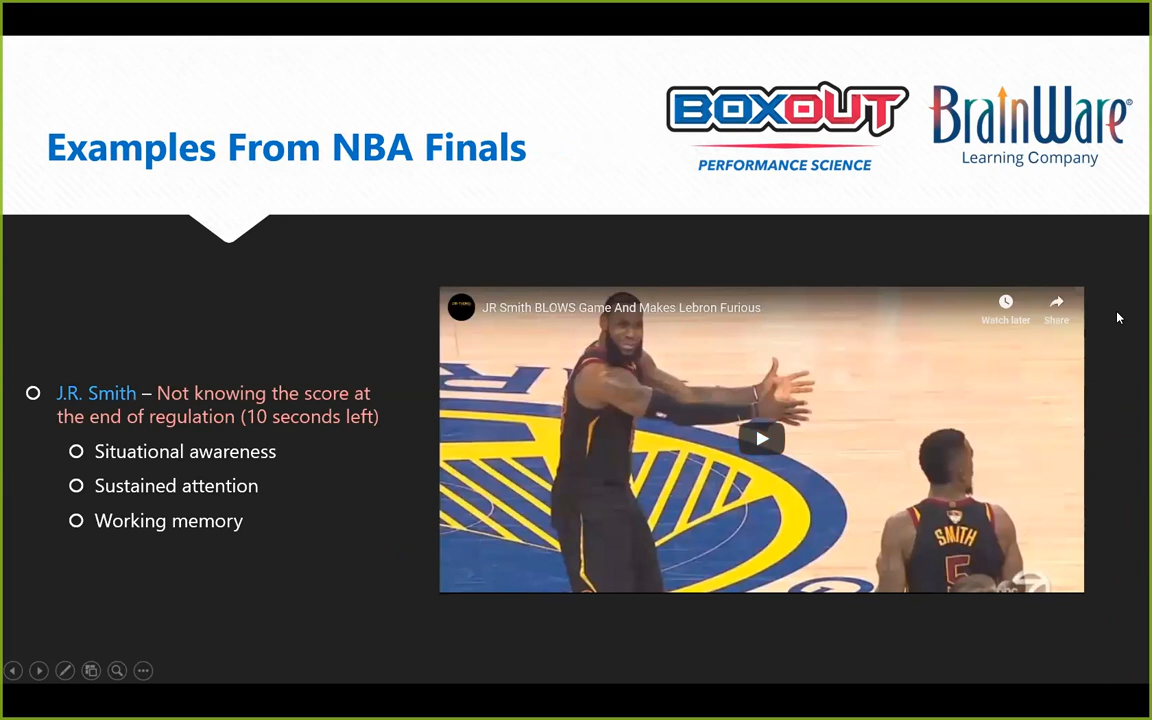 Examples From NBA Finals
BOXOUT
PERFORMANCE SCIENCE
BrainWare®
Learning Company
JR Smith BLOWS Game And Makes Lebron Furious
Watch later
Share
J.R. Smith – Not knowing the score at
the end of regulation (10 seconds left)
Situational awareness
Sustained attention
Working memory
SMITH
5
abc 7